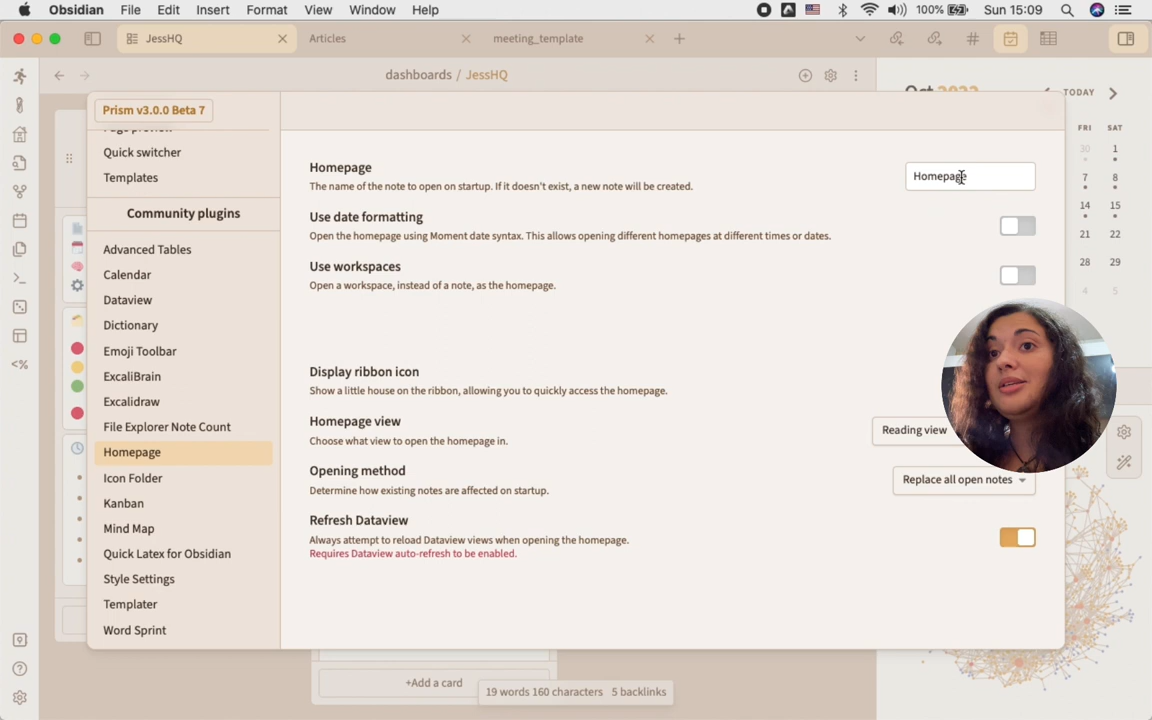 Obsidian File Edit Insert Format View Window Help 100% Sun 15:09
JessHQ Articles meeting_template
dashboards / JessHQ
Oct 2022 TODAY
Prism v3.0.0 Beta 7
Page preview
Quick switcher
Templates
Community plugins
Advanced Tables
Calendar
Dataview
Dictionary
Emoji Toolbar
ExcaliBrain
Excalidraw
File Explorer Note Count
Homepage
Icon Folder
Kanban
Mind Map
Quick Latex for Obsidian
Style Settings
Templater
Word Sprint
Homepage
The name of the note to open on startup. If it doesn't exist, a new note will be created.
Homepage
Use date formatting
Open the homepage using Moment date syntax. This allows opening different homepages at different times or dates.
Use workspaces
Open a workspace, instead of a note, as the homepage.
Display ribbon icon
Show a little house on the ribbon, allowing you to quickly access the homepage.
Homepage view
Choose what view to open the homepage in.
Reading view
Opening method
Determine how existing notes are affected on startup.
Replace all open notes
Refresh Dataview
Always attempt to reload Dataview views when opening the homepage.
Requires Dataview auto-refresh to be enabled.
FRI SAT
30 1
7 8
14 15
21 22
28 29
4 5
+Add a card
19 words 160 characters 5 backlinks